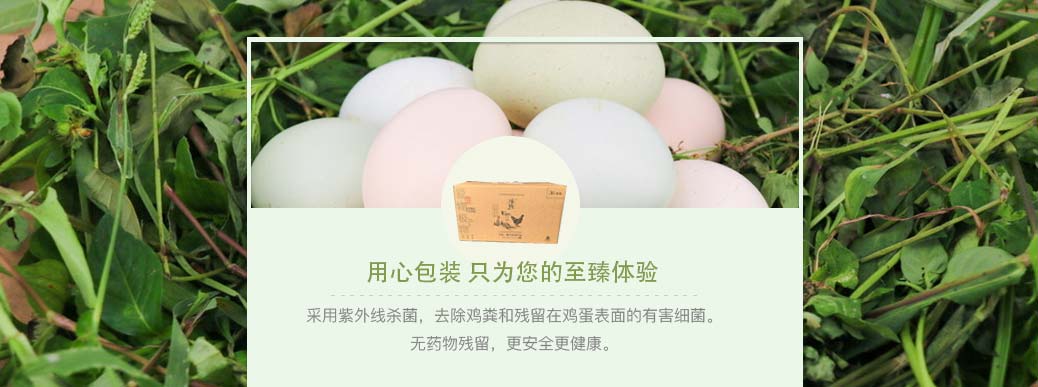 用心包装 只为您的至臻体验
采用紫外线杀菌，去除鸡粪和残留在鸡蛋表面的有害细菌。
无药物残留，更安全更健康。